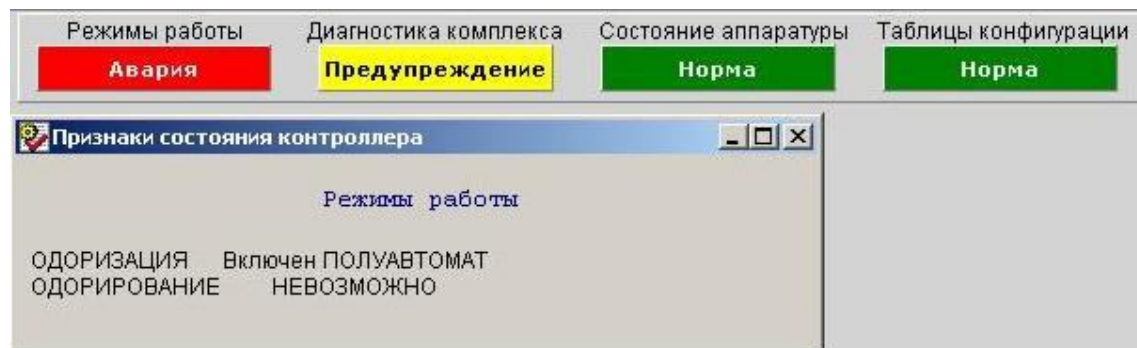 Режимы работы Диагностика комплекса Состояние аппаратуры Таблицы конфигурации
Авария Предупреждение Норма Норма
Признаки состояния контроллера
Режимы работы
ОДОРИЗАЦИЯ Включен ПОЛУАВТОМАТ
ОДОРИРОВАНИЕ НЕВОЗМОЖНО